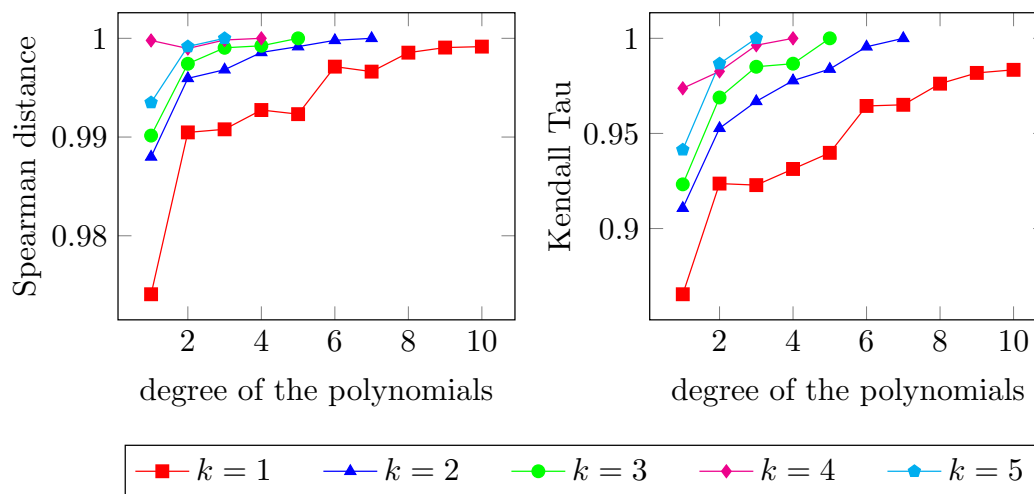 1
0.99
0.98
Spearman distance
2 4 6 8 10
degree of the polynomials
1
0.95
0.9
Kendall Tau
2 4 6 8 10
degree of the polynomials
k = 1 k = 2 k = 3 k = 4 k = 5